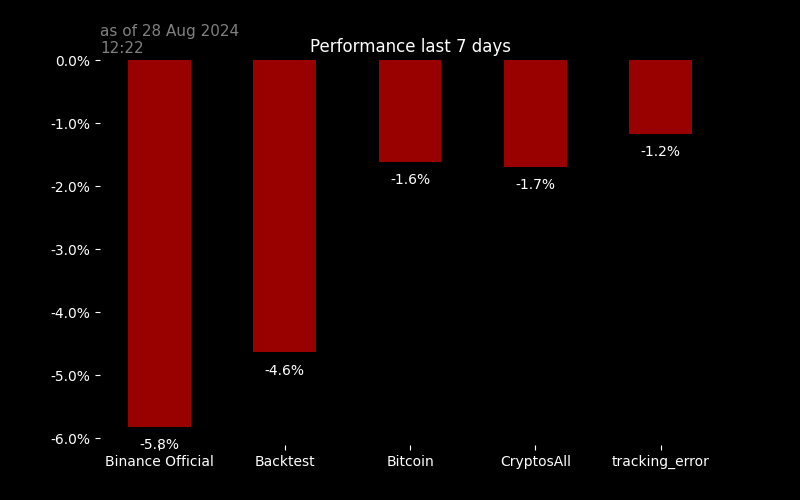 as of 28 Aug 2024
12:22
Performance last 7 days
0.0%
-1.0%
-2.0%
-3.0%
-4.0%
-5.0%
-6.0%
-5.8%
-4.6%
-1.6%
-1.7%
-1.2%
Binance Official
Backtest
Bitcoin
CryptosAll
tracking_error